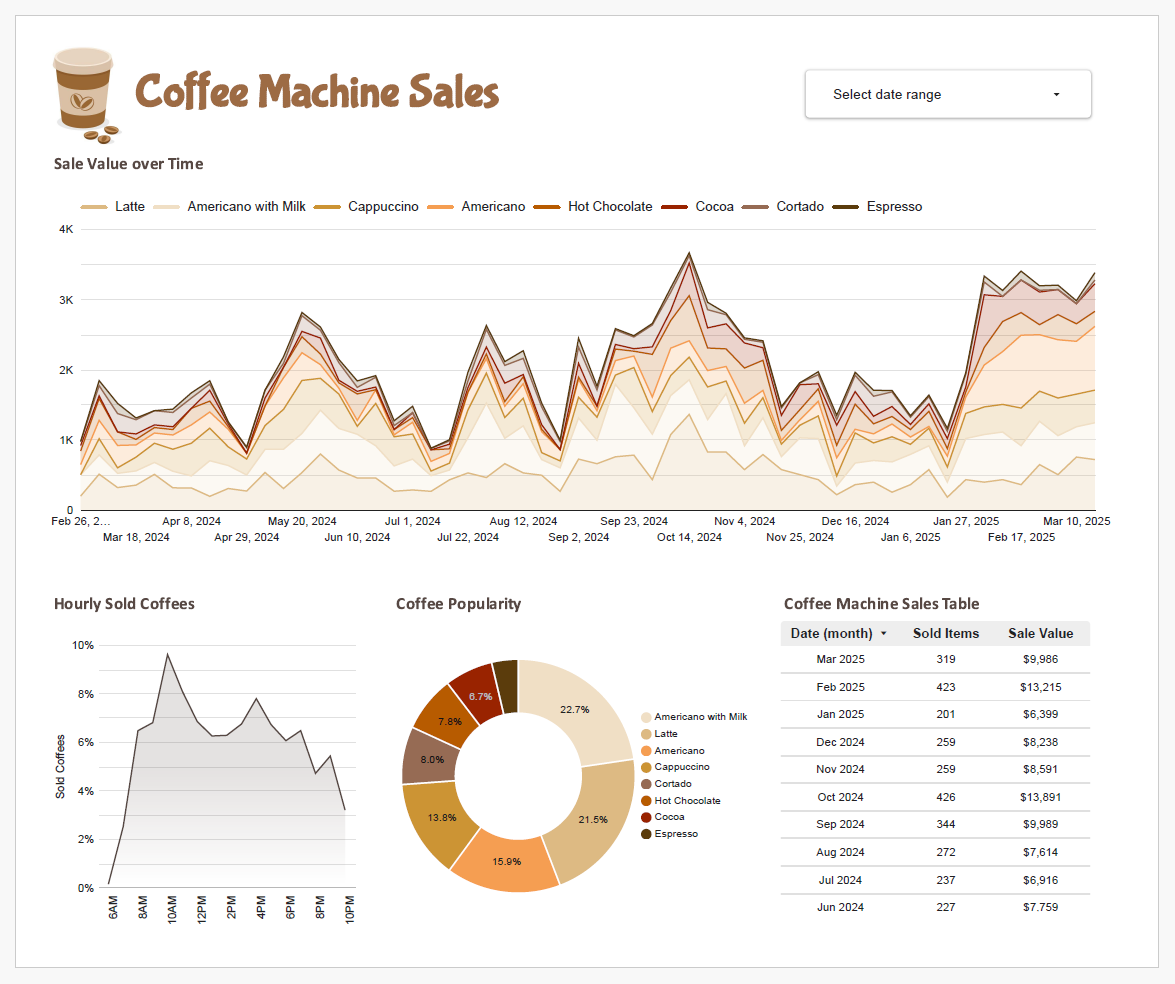 Coffee Machine Sales
Select date range
Sale Value over Time
Latte Americano with Milk Cappuccino Americano Hot Chocolate Cocoa Cortado Espresso
4K
3K
2K
1K
0
Feb 26, 2… Apr 8, 2024 May 20, 2024 Jul 1, 2024 Aug 12, 2024 Sep 23, 2024 Nov 4, 2024 Dec 16, 2024 Jan 27, 2025 Mar 10, 2025
Mar 18, 2024 Apr 29, 2024 Jun 10, 2024 Jul 22, 2024 Sep 2, 2024 Oct 14, 2024 Nov 25, 2024 Jan 6, 2025 Feb 17, 2025
Hourly Sold Coffees
10%
8%
6%
4%
2%
0%
Sold Coffees
6AM 8AM 10AM 12PM 2PM 4PM 6PM 8PM 10PM
Coffee Popularity
22.7%
21.5%
15.9%
13.8%
8.0%
7.8%
6.7%
Americano with Milk
Latte
Americano
Cappuccino
Cortado
Hot Chocolate
Cocoa
Espresso
Coffee Machine Sales Table
Date (month) Sold Items Sale Value
Mar 2025 319 $9,986
Feb 2025 423 $13,215
Jan 2025 201 $6,399
Dec 2024 259 $8,238
Nov 2024 259 $8,591
Oct 2024 426 $13,891
Sep 2024 344 $9,989
Aug 2024 272 $7,614
Jul 2024 237 $6,916
Jun 2024 227 $7,759